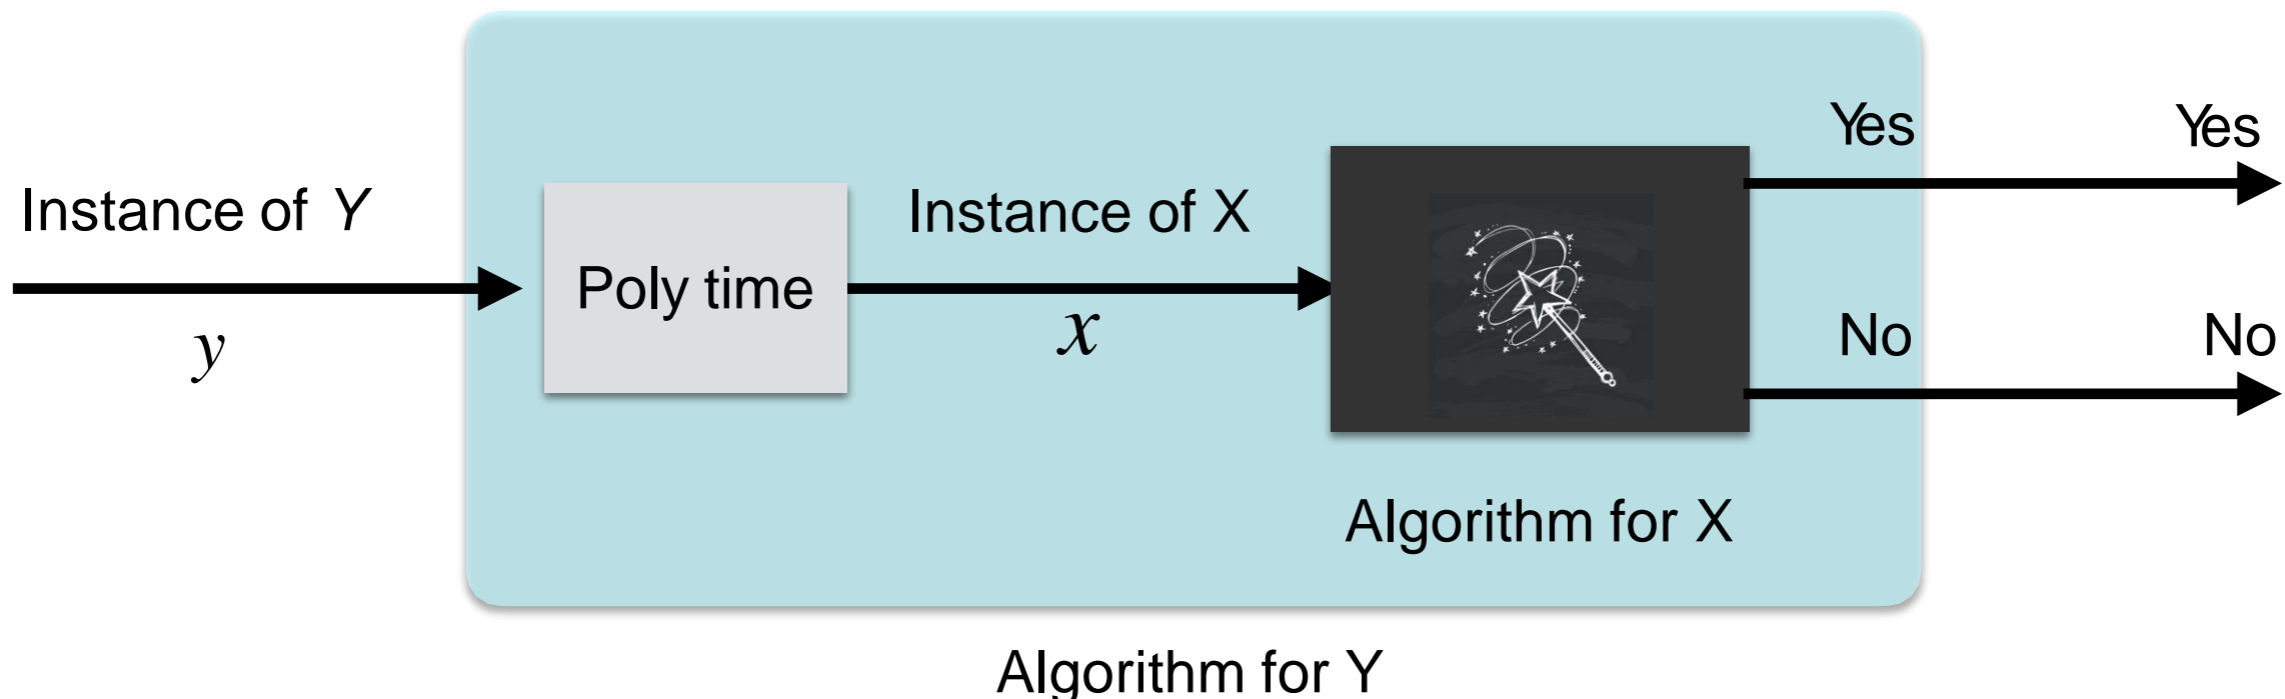 Instance of Y
y
Poly time
Instance of X
x
Yes
No
Algorithm for X
Yes
No
Algorithm for Y